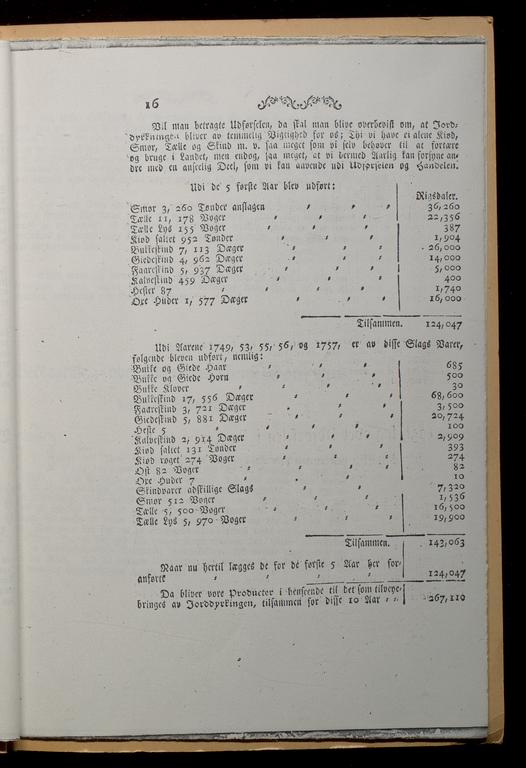 16
Vil man betragte Udførselen, da skal man blive overbeviist om, at Jord-
dyrkningen bliver av temmelig Vigtighed for os; Thi vi have ei alene Kiød,
Smør, Tælle og Skind m. v. saa meget som vi selv behøver til at fortære
og bruge i Landet, men endog, saa meget, at vi dermed Aarlig kan forsyne an-
dre med en anseelig Deel, som vi kan anvende udi Udførselen og Handelen.
Udi de 5 første Aar blev udført:
Rigsdaler.
Smør 3, 260 Tønder anslagen " " " 36,260
Tælle 11, 178 Voger " " " 22,356
Tælle Lys 155 Voger " " " 387
Kiød saltet 952 Tønder " " " 1,904
Bukkeskind 7, 113 Dæger " " " 26,000
Giedeskind 4, 962 Dæger " " " 14,000
Faareskind 5, 937 Dæger " " " 5,000
Kalveskind 459 Dæger " " " 400
Hester 87 " " " " 1,740
Oxe Huder 1, 577 Dæger " " " 16,000
Tilsammen. 124,047
Udi Aarene 1749, 53, 55, 56, og 1757, er av disse Slags Varer,
følgende bleven udført, nemlig:
Bukke og Giede Haar " " " 685
Bukke og Giede Horn " " " 500
Bukke Kløver " " " " 30
Bukkeskind 17, 556 Dæger " " " 68,600
Faareskind 3, 721 Dæger " " " 3,500
Giedeskind 5, 881 Dæger " " " 20,724
Heste 5 " " " " 100
Kalveskind 2, 914 Dæger " " " 2,909
Kiød saltet 131 Tønder " " " 393
Kiød røget 274 Voger " " " 274
Ost 82 Voger " " " " 82
Oxe Huder 7 " " " " 10
Skindvarer adskillige Slags " " " 7,320
Smør 512 Voger " " " 1,536
Tælle 5, 500 Voger " " " 16,500
Tælle Lys 5, 970 Voger " " " 19,900
Tilsammen. 143,063
Naar nu hertil lægges de for de første 5 Aar her for-
anførte " " " " 124,047
Da bliver vore Producter i henseende til det som tilveye-
bringes av Jorddyrkingen, tilsammen for disse 10 Aar " " 267,110